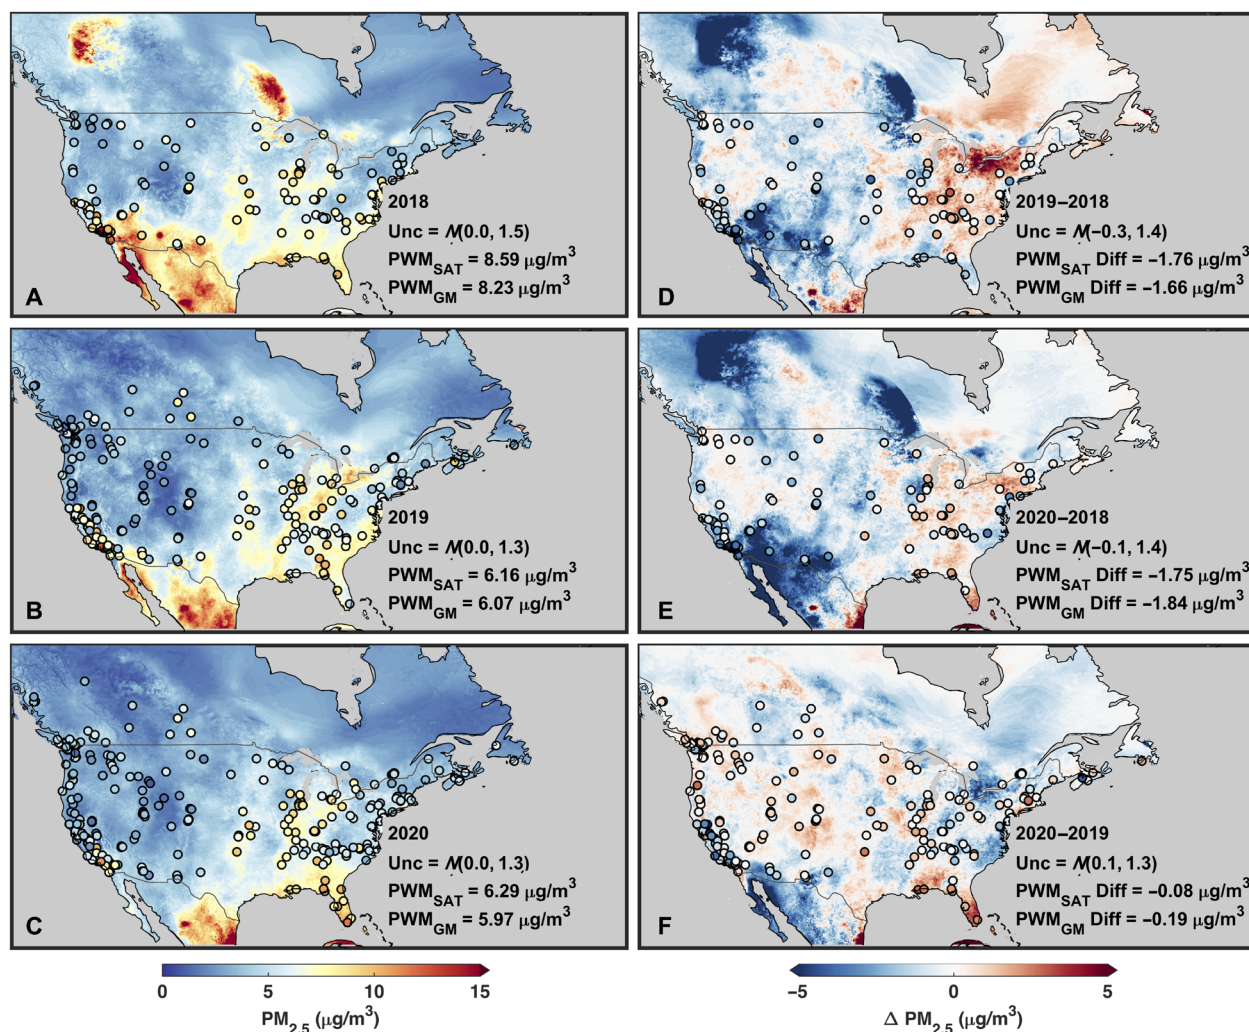 2018
Unc = N(0.0, 1.5)
PWM_SAT = 8.59 μg/m³
PWM_GM = 8.23 μg/m³
A
2019−2018
Unc = N(−0.3, 1.4)
PWM_SAT Diff = −1.76 μg/m³
PWM_GM Diff = −1.66 μg/m³
D
2019
Unc = N(0.0, 1.3)
PWM_SAT = 6.16 μg/m³
PWM_GM = 6.07 μg/m³
B
2020−2018
Unc = N(−0.1, 1.4)
PWM_SAT Diff = −1.75 μg/m³
PWM_GM Diff = −1.84 μg/m³
E
2020
Unc = N(0.0, 1.3)
PWM_SAT = 6.29 μg/m³
PWM_GM = 5.97 μg/m³
C
2020−2019
Unc = N(0.1, 1.3)
PWM_SAT Diff = −0.08 μg/m³
PWM_GM Diff = −0.19 μg/m³
F
0 5 10 15
PM2.5 (μg/m³)
−5 0 5
Δ PM2.5 (μg/m³)